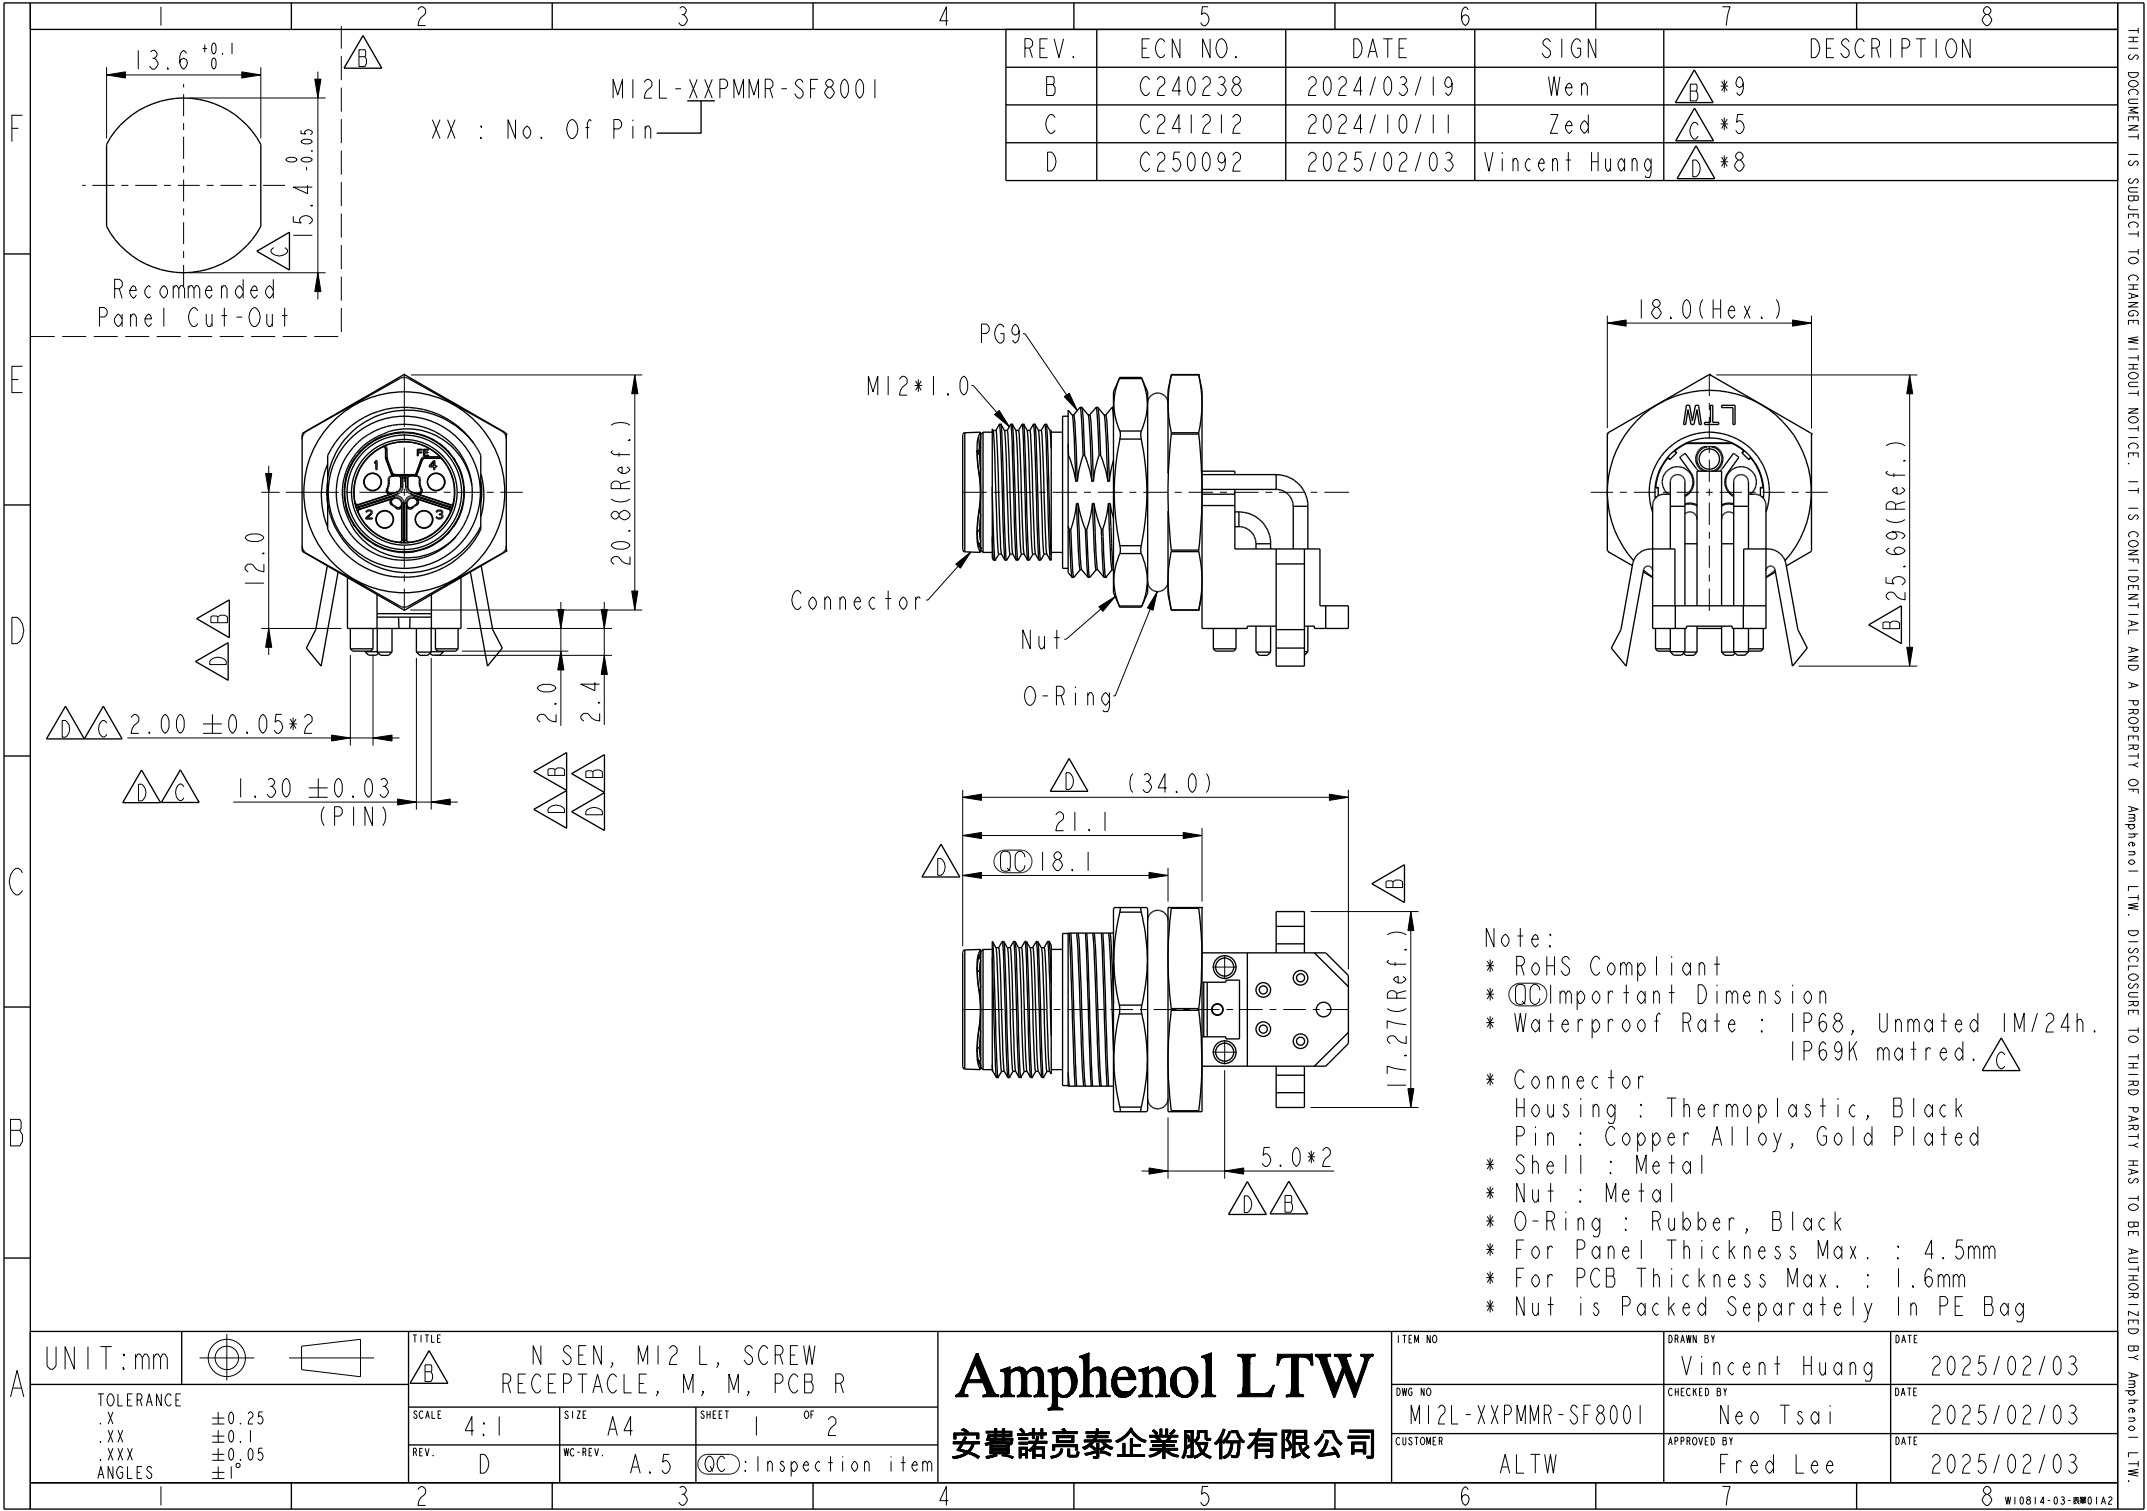 1 2 3 4 5 6 7 8
F
E
D
C
B
A
13.6 +0.1 0
B
15.4 0 -0.05
C
Recommended
Panel Cut-Out
M12L-XXPMMR-SF8001
XX : No. Of Pin
REV. ECN NO. DATE SIGN DESCRIPTION
B C240238 2024/03/19 Wen B *9
C C241212 2024/10/11 Zed C *5
D C250092 2025/02/03 Vincent Huang D *8
FE
1 4
2 3
12.0
B
D
20.8(Ref.)
2.0
2.4
D C 2.00 ±0.05*2
D C 1.30 ±0.03
(PIN)
B B
D D
PG9
M12*1.0
Connector
Nut
O-Ring
18.0(Hex.)
LTW
25.69(Ref.)
B
D (34.0)
21.1
D QC 18.1
B
17.27(Ref.)
5.0*2
D B
Note:
* RoHS Compliant
* QC Important Dimension
* Waterproof Rate : IP68, Unmated 1M/24h.
IP69K matred. C
* Connector
Housing : Thermoplastic, Black
Pin : Copper Alloy, Gold Plated
* Shell : Metal
* Nut : Metal
* O-Ring : Rubber, Black
* For Panel Thickness Max. : 4.5mm
* For PCB Thickness Max. : 1.6mm
* Nut is Packed Separately In PE Bag
UNIT:mm
TOLERANCE
.X ±0.25
.XX ±0.1
.XXX ±0.05
ANGLES ±1°
TITLE
B
N SEN, M12 L, SCREW
RECEPTACLE, M, M, PCB R
SCALE 4:1 SIZE A4 SHEET 1 OF 2
REV. D WC-REV. A.5 QC:Inspection item
Amphenol LTW
安費諾亮泰企業股份有限公司
ITEM NO
DWG NO
M12L-XXPMMR-SF8001
CUSTOMER
ALTW
DRAWN BY Vincent Huang DATE 2025/02/03
CHECKED BY Neo Tsai DATE 2025/02/03
APPROVED BY Fred Lee DATE 2025/02/03
1 2 3 4 5 6 7 8
THIS DOCUMENT IS SUBJECT TO CHANGE WITHOUT NOTICE. IT IS CONFIDENTIAL AND A PROPERTY OF Amphenol LTW. DISCLOSURE TO THIRD PARTY HAS TO BE AUTHORIZED BY Amphenol LTW.